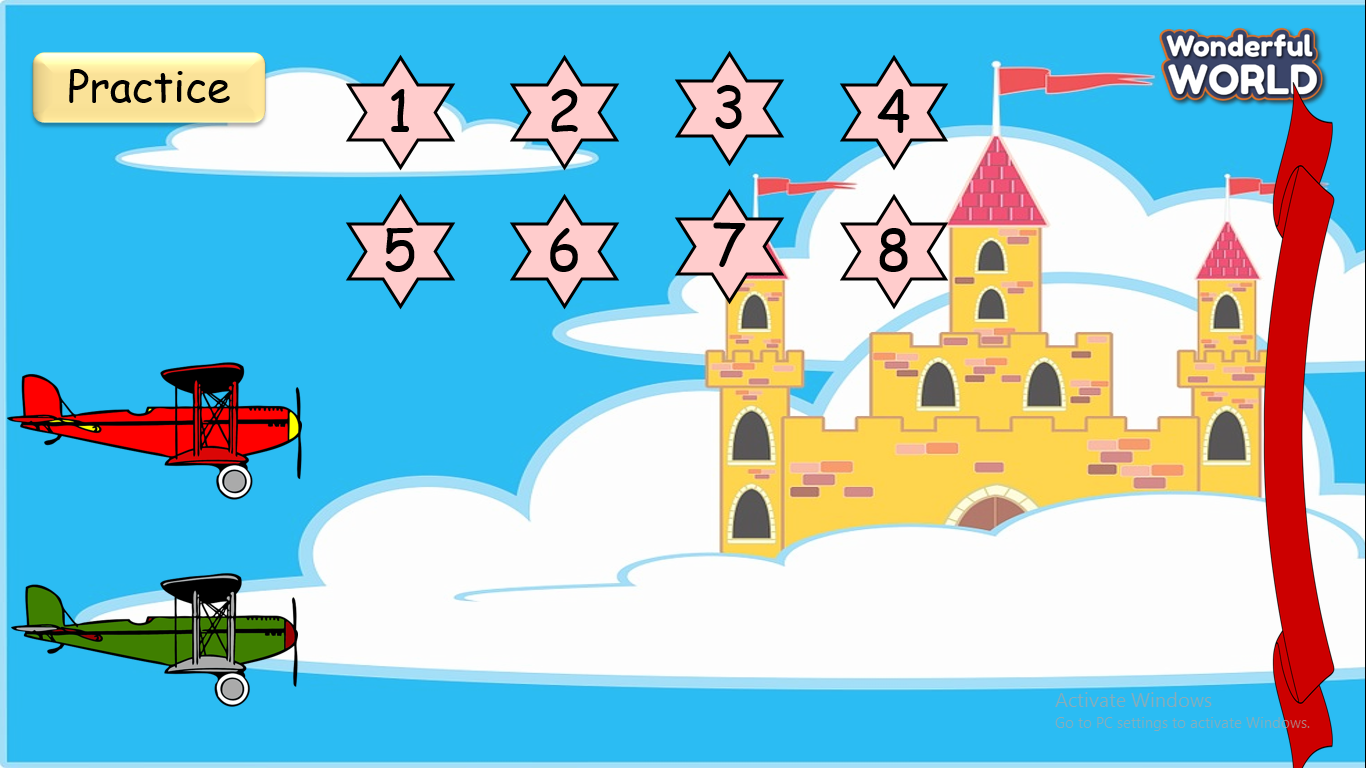 Practice
Wonderful
WORLD
1 2 3 4
5 6 7 8
Activate Windows
Go to PC settings to activate Windows.